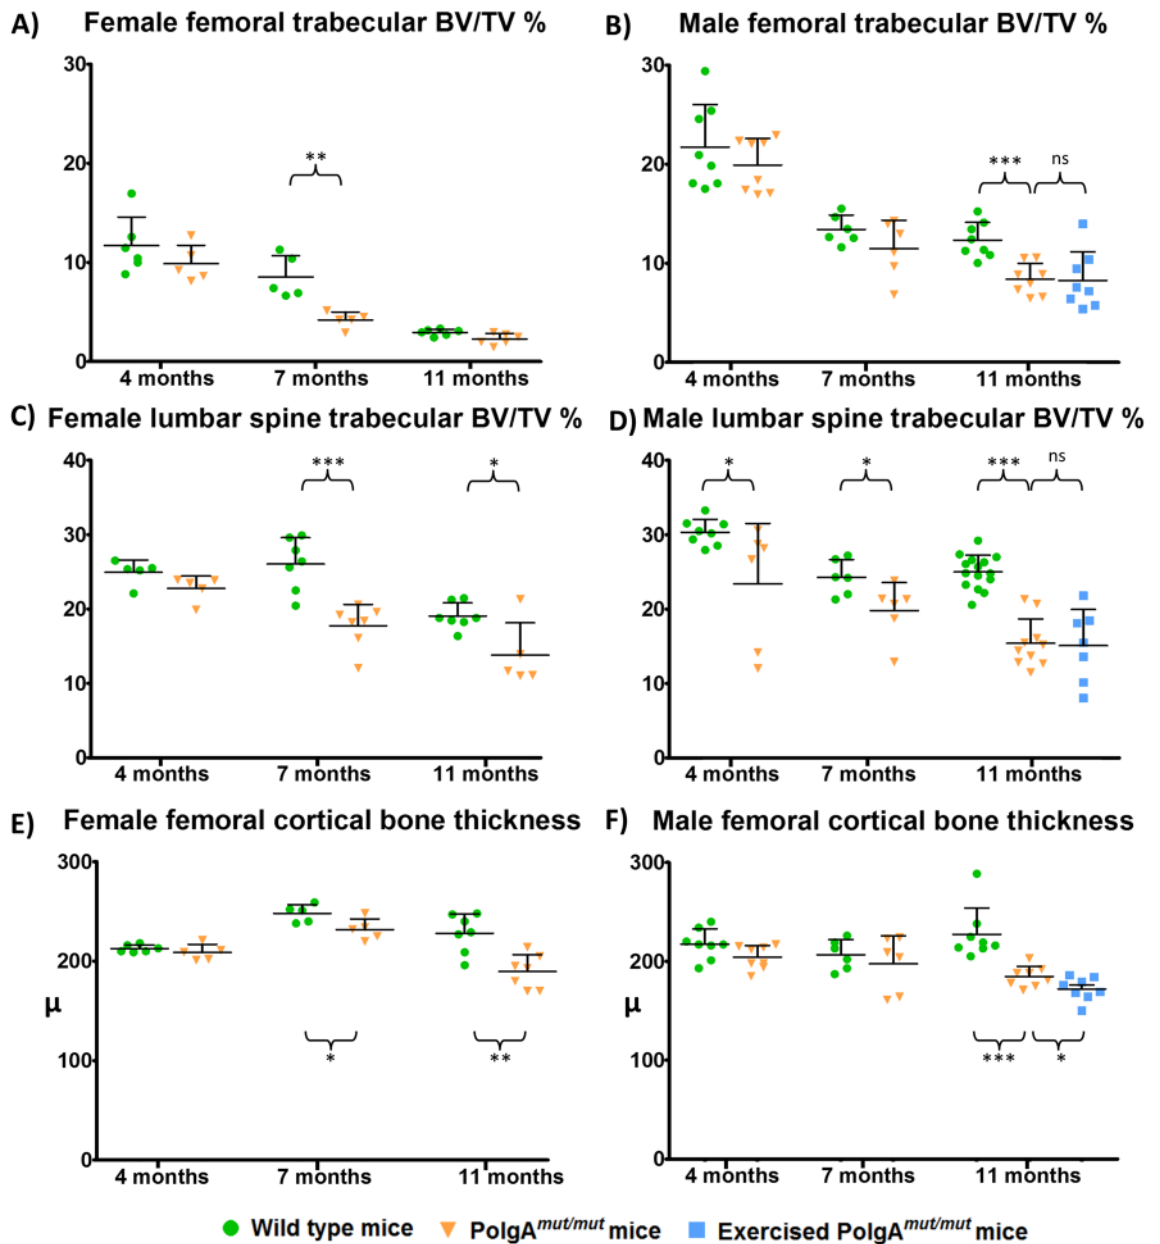 A) Female femoral trabecular BV/TV %
30
20
10
0
**
4 months 7 months 11 months
B) Male femoral trabecular BV/TV %
30
20
10
0
*** ns
4 months 7 months 11 months
C) Female lumbar spine trabecular BV/TV %
40
30
20
10
0
*** *
4 months 7 months 11 months
D) Male lumbar spine trabecular BV/TV %
40
30
20
10
0
* * *** ns
4 months 7 months 11 months
E) Female femoral cortical bone thickness
300
200
μ
100
0
* **
4 months 7 months 11 months
F) Male femoral cortical bone thickness
300
200
μ
100
0
*** *
4 months 7 months 11 months
Wild type mice PolgA^mut/mut mice Exercised PolgA^mut/mut mice